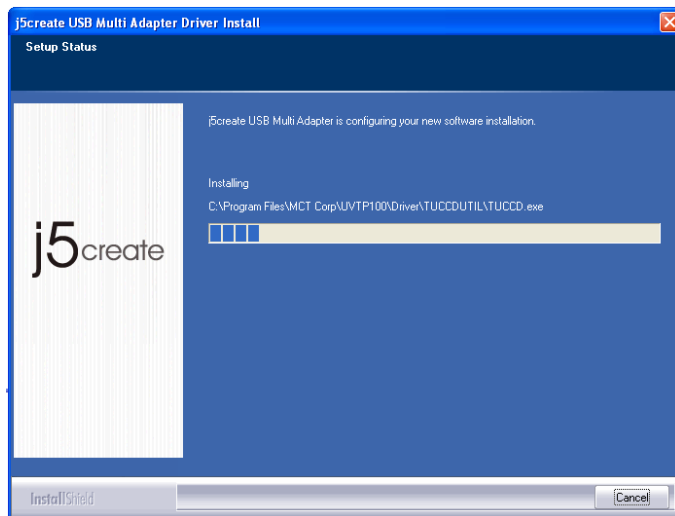 j5create USB Multi Adapter Driver Install
Setup Status
j5create USB Multi Adapter is configuring your new software installation.
Installing
C:\Program Files\MCT Corp\UVTP100\Driver\TUCCDUTIL\TUCCD.exe
j5create
InstallShield
Cancel